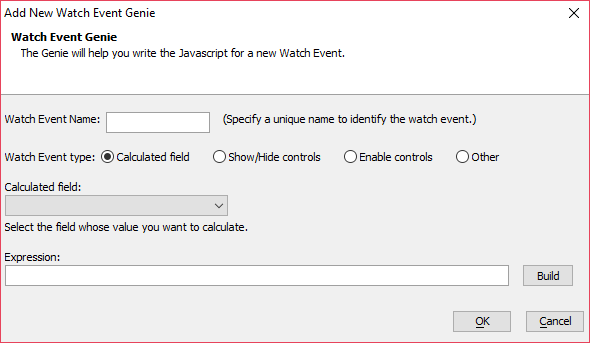 Add New Watch Event Genie
Watch Event Genie
The Genie will help you write the Javascript for a new Watch Event.
Watch Event Name: (Specify a unique name to identify the watch event.)
Watch Event type: Calculated field Show/Hide controls Enable controls Other
Calculated field:
Select the field whose value you want to calculate.
Expression:
Build
OK Cancel